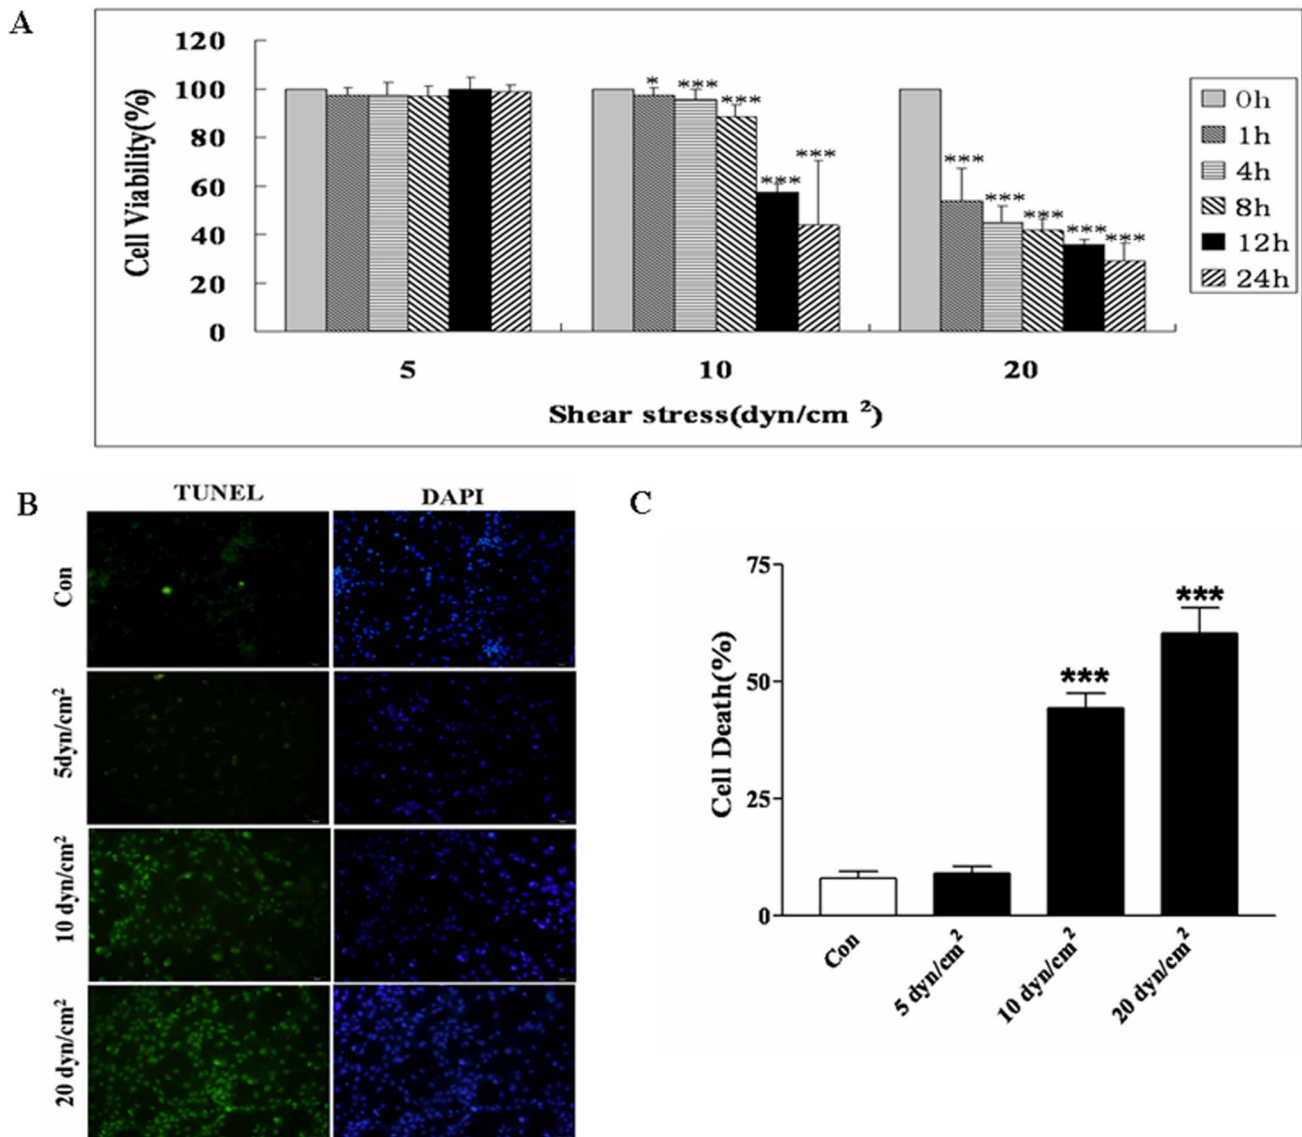 A
120
100
80
60
40
20
0
Cell Viability(%)
* *** *** *** ***
*** *** *** *** ***
5 10 20
Shear stress(dyn/cm ²)
0h
1h
4h
8h
12h
24h
B
TUNEL DAPI
Con
5dyn/cm²
10 dyn/cm²
20 dyn/cm²
C
75
50
25
0
Cell Death(%)
*** ***
Con 5 dyn/cm² 10 dyn/cm² 20 dyn/cm²